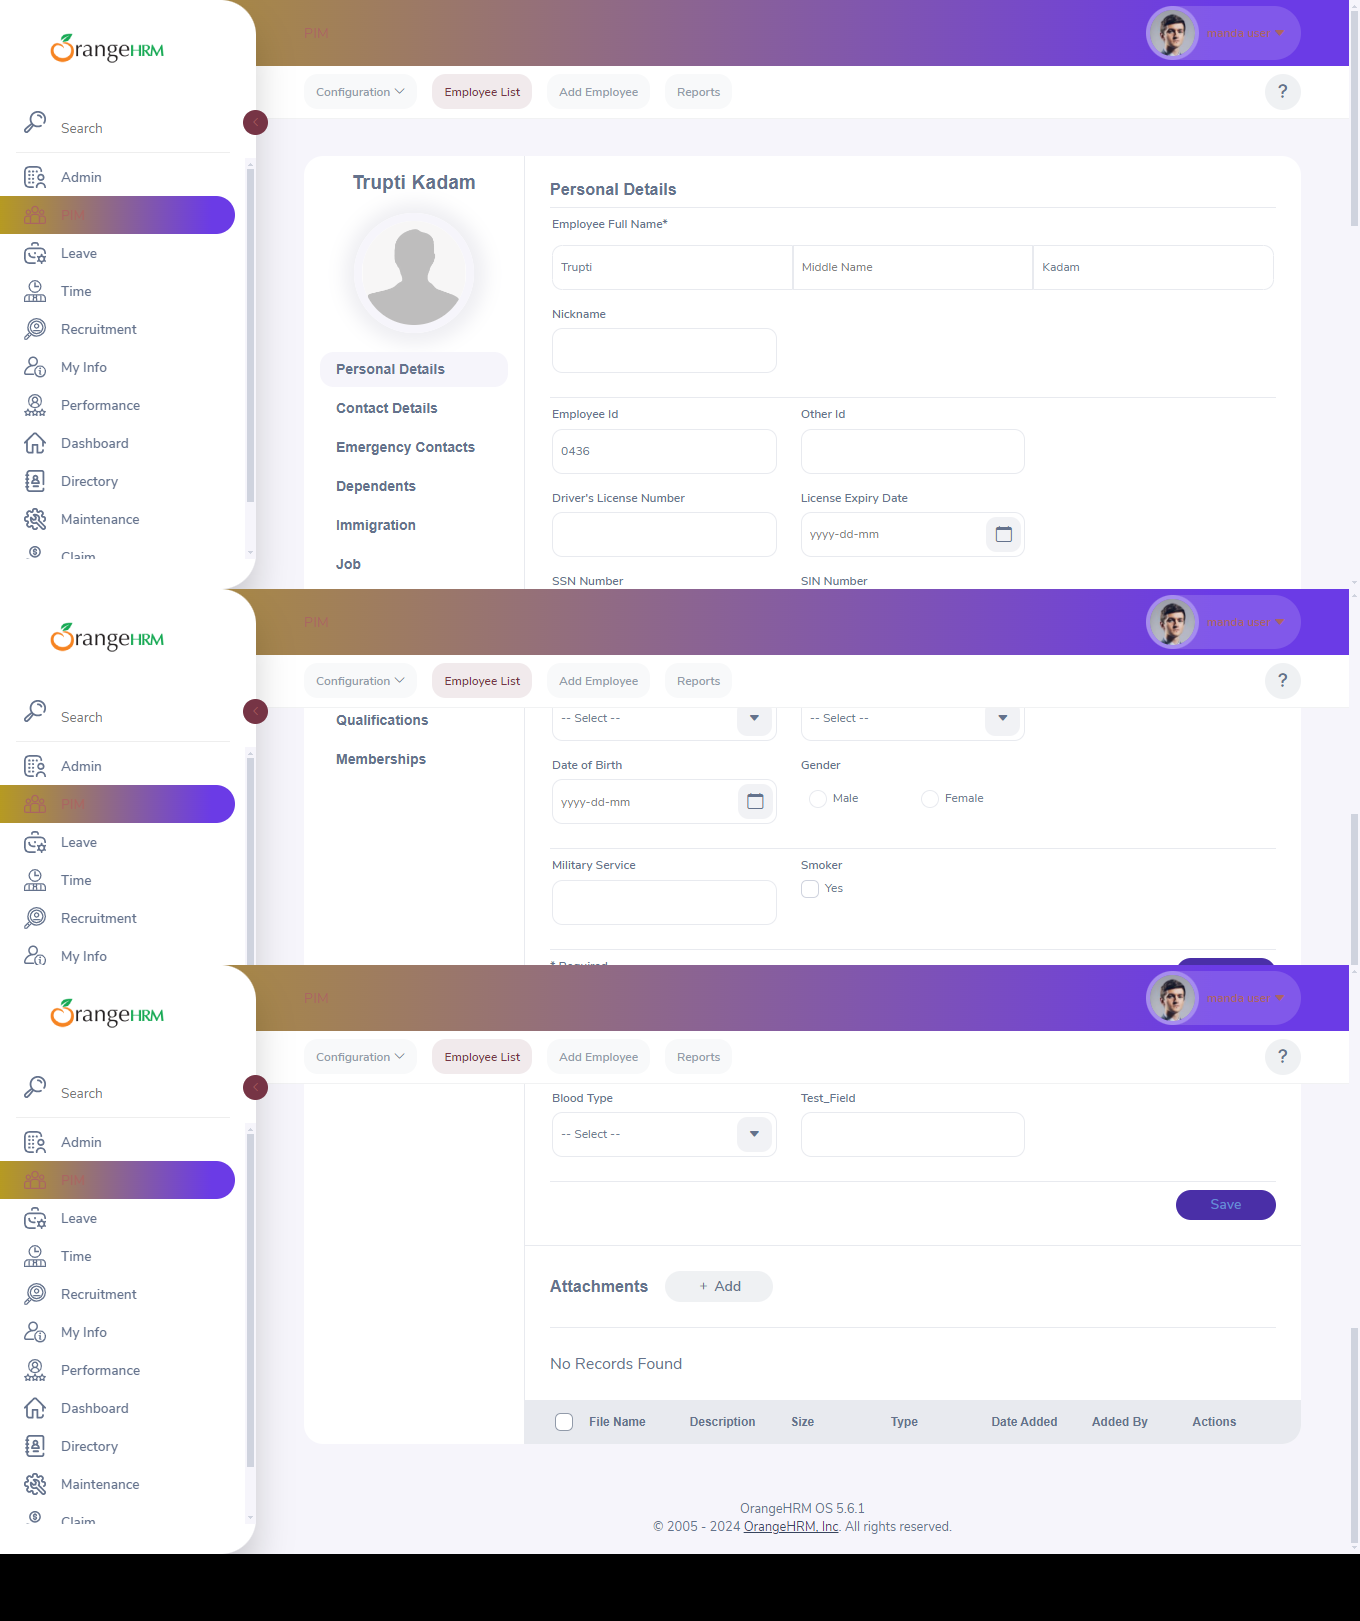 OrangeHRM
PIM
manda user
Configuration
Employee List
Add Employee
Reports
?
Search
Admin
PIM
Leave
Time
Recruitment
My Info
Performance
Dashboard
Directory
Maintenance
Claim
Trupti Kadam
Personal Details
Contact Details
Emergency Contacts
Dependents
Immigration
Job
Personal Details
Employee Full Name*
Trupti
Middle Name
Kadam
Nickname
Employee Id
Other Id
0436
Driver's License Number
License Expiry Date
yyyy-dd-mm
SSN Number
SIN Number
OrangeHRM
PIM
manda user
Configuration
Employee List
Add Employee
Reports
?
Search
Admin
PIM
Leave
Time
Recruitment
My Info
Qualifications
Memberships
-- Select --
-- Select --
Date of Birth
Gender
yyyy-dd-mm
Male
Female
Military Service
Smoker
Yes
* Required
OrangeHRM
PIM
manda user
Configuration
Employee List
Add Employee
Reports
?
Search
Admin
PIM
Leave
Time
Recruitment
My Info
Performance
Dashboard
Directory
Maintenance
Claim
Blood Type
Test_Field
-- Select --
Save
Attachments
+ Add
No Records Found
File Name
Description
Size
Type
Date Added
Added By
Actions
OrangeHRM OS 5.6.1
© 2005 - 2024 OrangeHRM, Inc. All rights reserved.